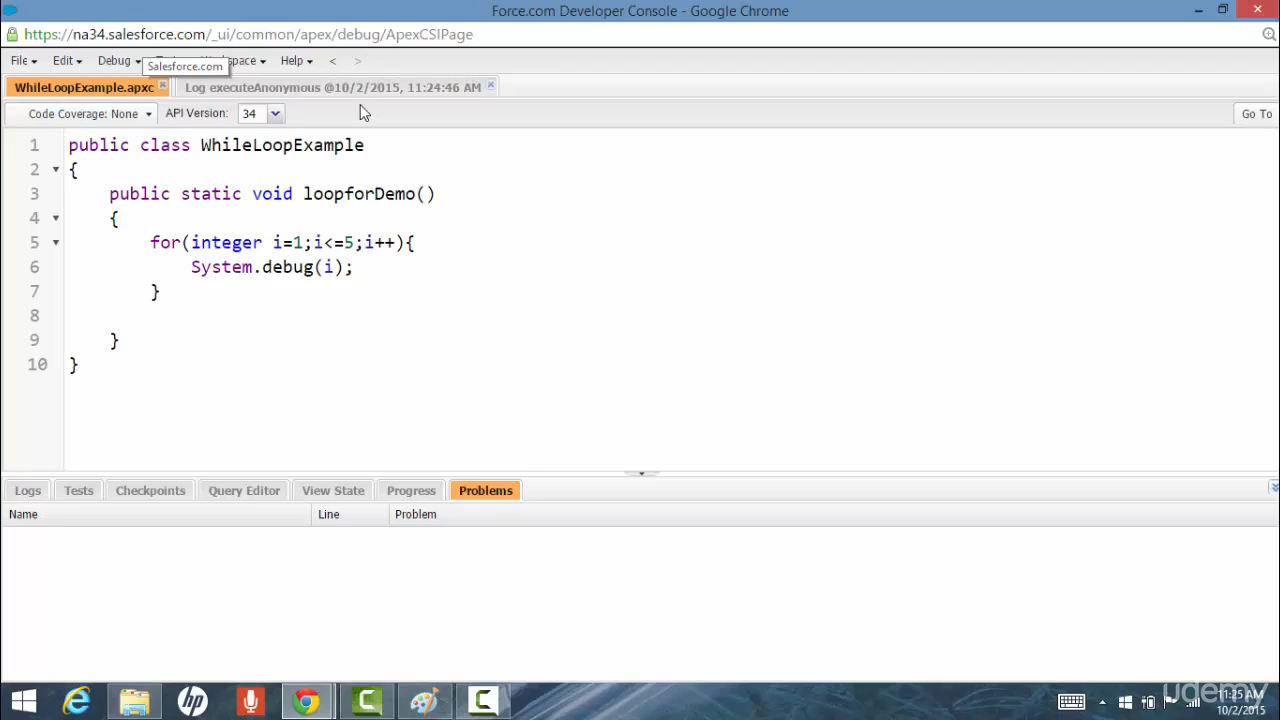 Force.com Developer Console - Google Chrome
https://na34.salesforce.com/_ui/common/apex/debug/ApexCSIPage
File Edit Debug Help < >
Salesforce.com
WhileLoopExample.apxc Log executeAnonymous @10/2/2015, 11:24:46 AM
Code Coverage: None API Version: 34 Go To
1 public class WhileLoopExample
2 {
3 public static void loopforDemo()
4 {
5 for(integer i=1;i<=5;i++){
6 System.debug(i);
7 }
8
9 }
10 }
Logs Tests Checkpoints Query Editor View State Progress Problems
Name Line Problem
hp
udemy
11:25 AM
10/2/2015